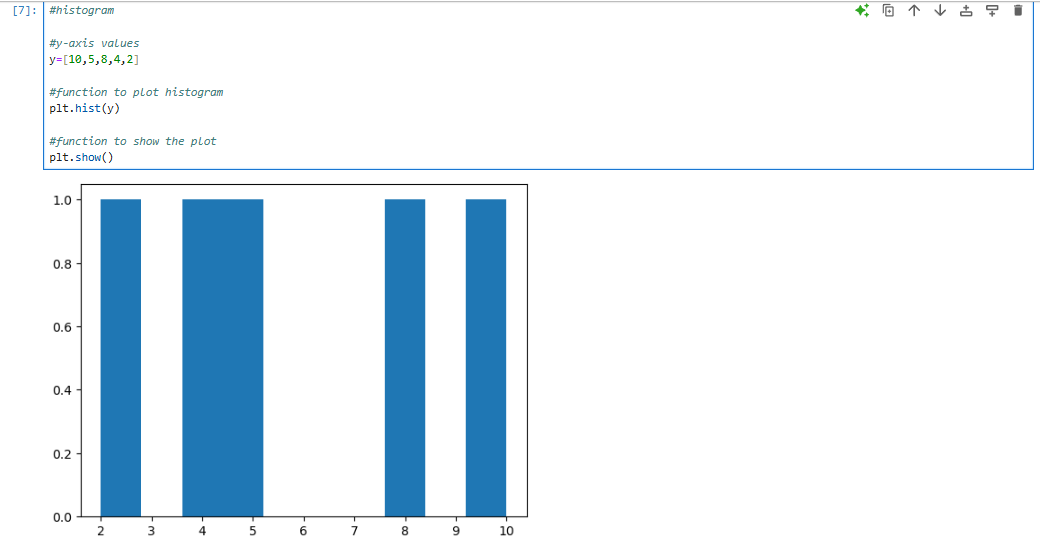 [7]: #histogram
#y-axis values
y=[10,5,8,4,2]
#function to plot histogram
plt.hist(y)
#function to show the plot
plt.show()
1.0
0.8
0.6
0.4
0.2
0.0
2 3 4 5 6 7 8 9 10